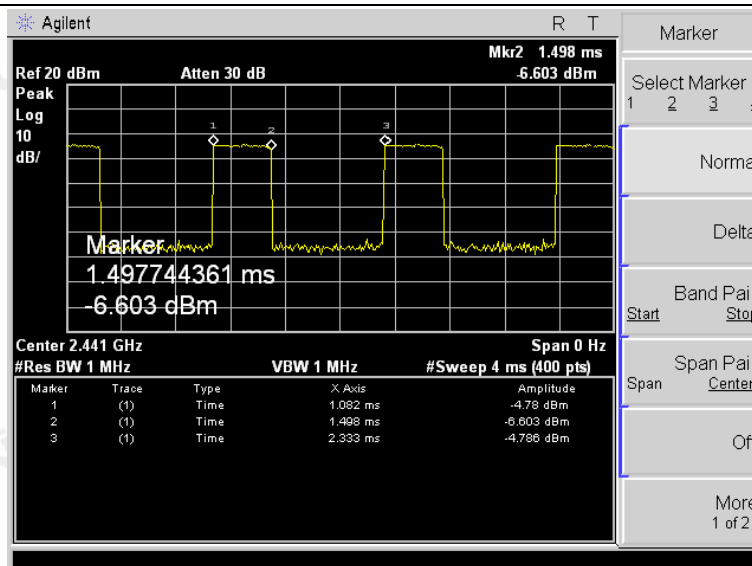 Agilent R T
Mkr2 1.498 ms
Ref 20 dBm Atten 30 dB -6.603 dBm
Peak
Log
10
dB/
1 2 3
Marker
1.497744361 ms
-6.603 dBm
Center 2.441 GHz Span 0 Hz
#Res BW 1 MHz VBW 1 MHz #Sweep 4 ms (400 pts)
Marker Trace Type X Axis Amplitude
1 (1) Time 1.082 ms -4.78 dBm
2 (1) Time 1.498 ms -6.603 dBm
3 (1) Time 2.333 ms -4.786 dBm
Marker
Select Marker
1 2 3
Norma
Delta
Band Pai
Start Stop
Span Pai
Span Center
Of
More
1 of 2